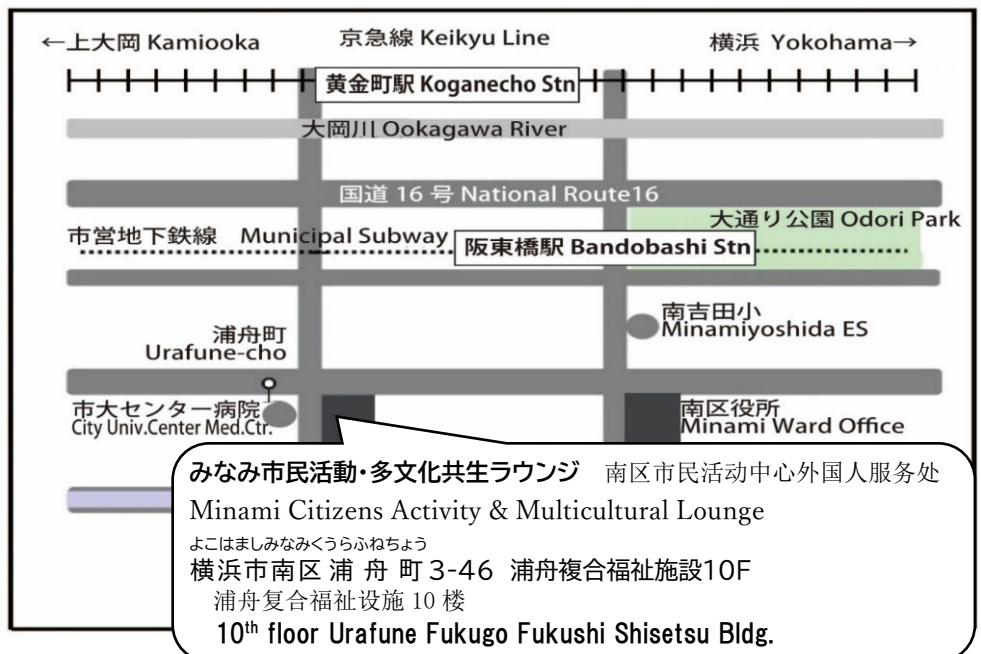 ←上大岡 Kamiooka 京急線 Keikyu Line 横浜 Yokohama→
黄金町駅 Koganecho Stn
大岡川 Ookagawa River
国道 16 号 National Route16
大通り公園 Odori Park
市営地下鉄線 Municipal Subway
阪東橋駅 Bandobashi Stn
南吉田小
Minamiyoshida ES
浦舟町
Urafune-cho
市大センター病院
City Univ.Center Med.Ctr.
南区役所
Minami Ward Office
みなみ市民活動・多文化共生ラウンジ 南区市民活动中心外国人服务处
Minami Citizens Activity & Multicultural Lounge
よこはましみなみくうらふねちょう
横浜市南区 浦 舟 町 3-46 浦舟複合福祉施設10F
浦舟复合福祉设施 10 楼
10th floor Urafune Fukugo Fukushi Shisetsu Bldg.